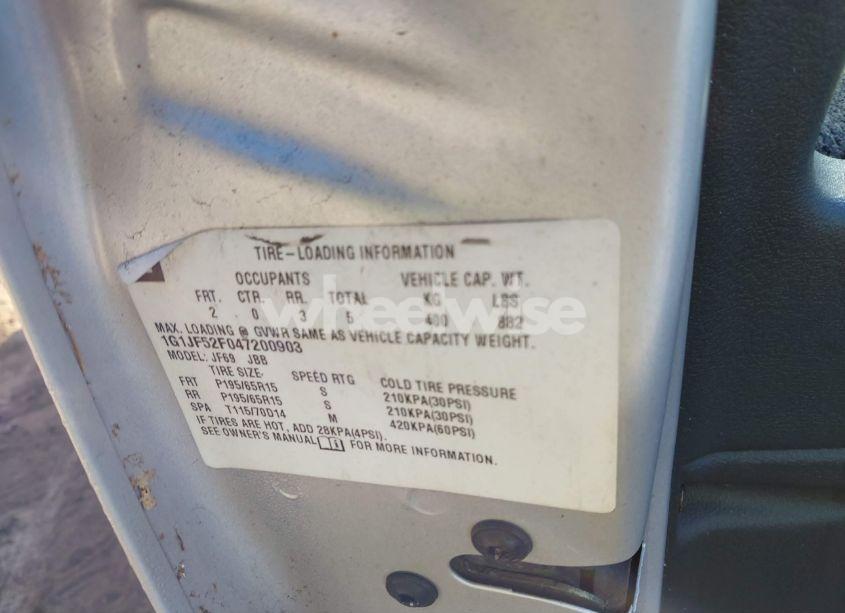 TIRE-LOADING INFORMATION
OCCUPANTS VEHICLE CAP. WT.
FRT. CTR. RR. TOTAL KG LBS
2 0 3 5 400 882
MAX. LOADING @ GVWR SAME AS VEHICLE CAPACITY WEIGHT.
1G1JF52F047200903
MODEL: JF69 JBB
TIRE SIZE SPEED RTG COLD TIRE PRESSURE
FRT P195/65R15 S 210KPA(30PSI)
RR P195/65R15 S 210KPA(30PSI)
SPA T115/70D14 M 420KPA(60PSI)
IF TIRES ARE HOT, ADD 28KPA(4PSI).
SEE OWNER'S MANUAL i FOR MORE INFORMATION.
wheelwise